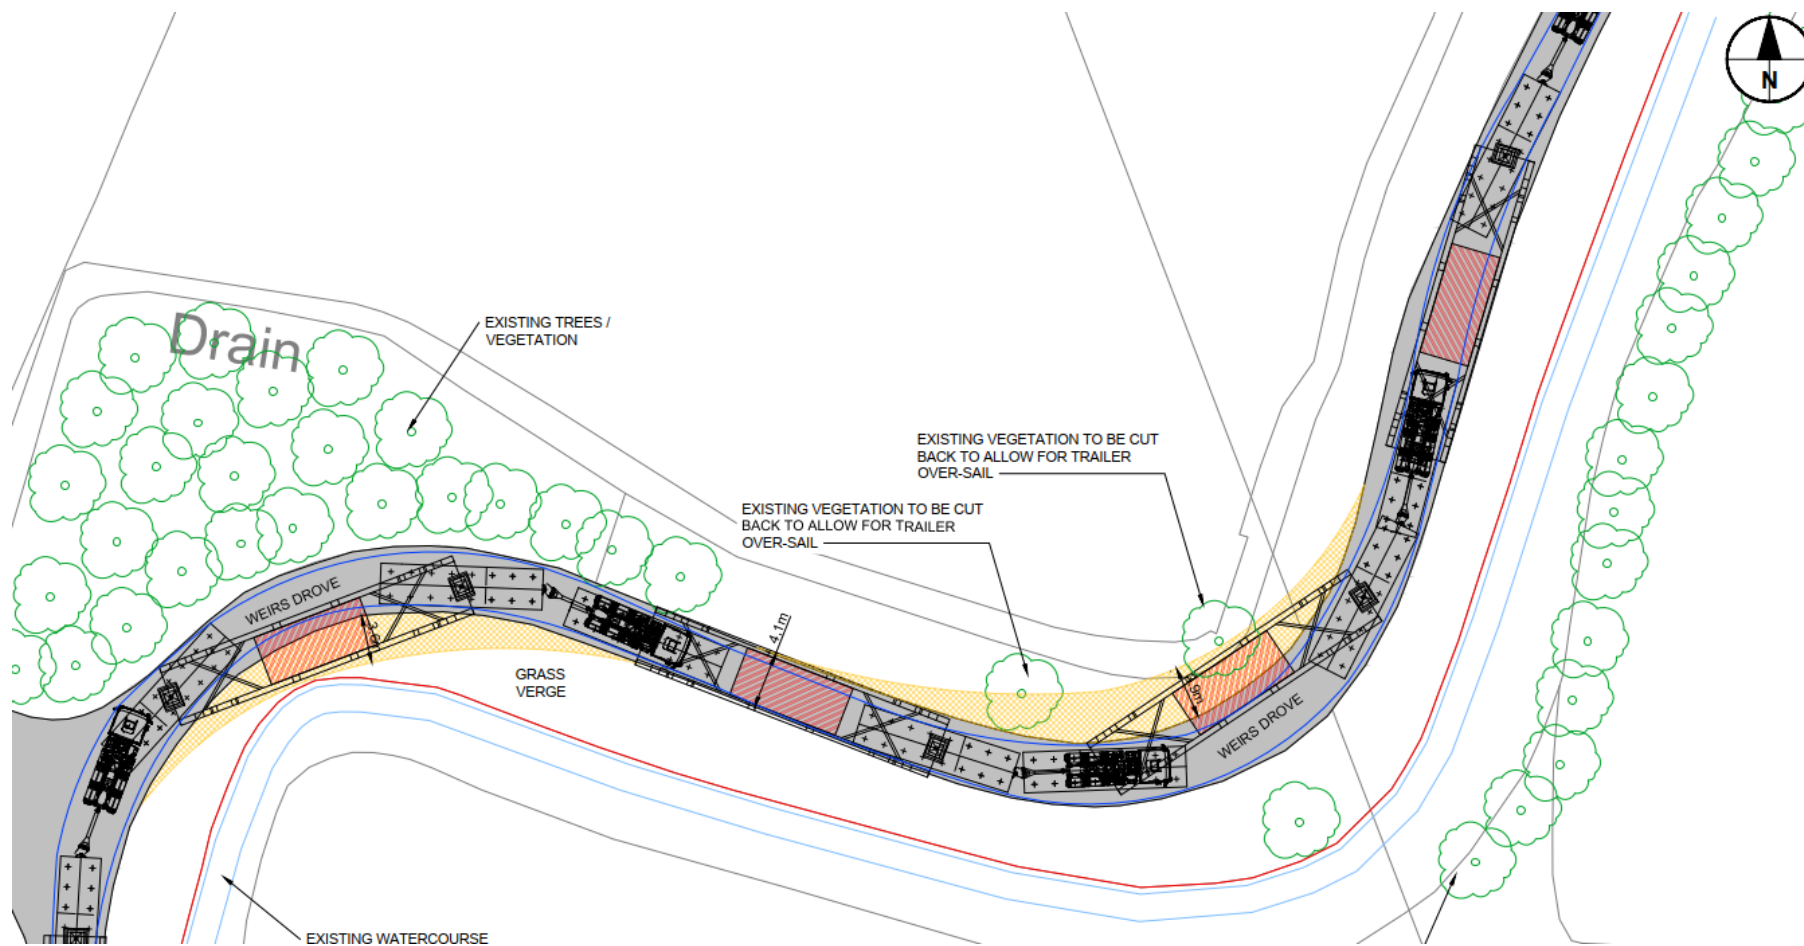 N
Drain
EXISTING TREES /
VEGETATION
EXISTING VEGETATION TO BE CUT
BACK TO ALLOW FOR TRAILER
OVER-SAIL
EXISTING VEGETATION TO BE CUT
BACK TO ALLOW FOR TRAILER
OVER-SAIL
WEIRS DROVE
4.1m
GRASS
VERGE
WEIRS DROVE
EXISTING WATERCOURSE